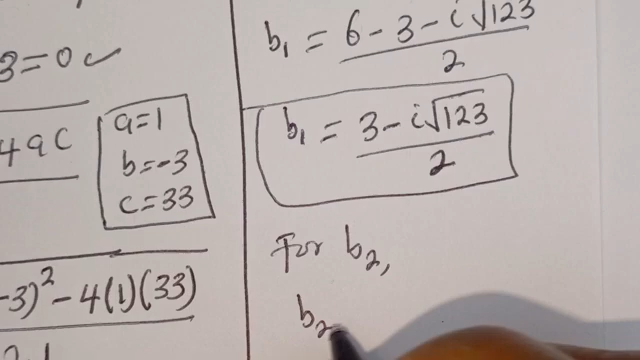 3=0 ✓
4ac
a=1
b=-3
c=33
-3)² - 4(1)(33)
b₁ = (6 - 3 - i√123)/2
b₁ = (3 - i√123)/2
For b₂,
b₂